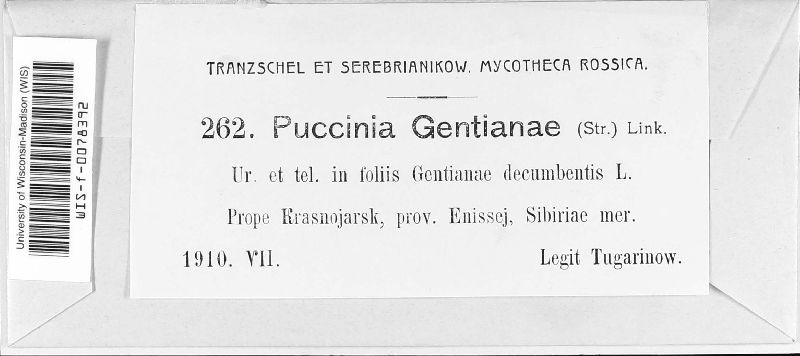 TRANZSCHEL ET SEREBRIANIKOW. MYCOTHECA ROSSICA.
262. Puccinia Gentianae (Str.) Link.
Ur. et tel. in foliis Gentianae decumbentis L.
Prope Krasnojarsk, prov. Enissej, Sibiriae mer.
1910. VII. Legit Tugarinow.
University of Wisconsin-Madison (WIS)
WIS-f-0078392